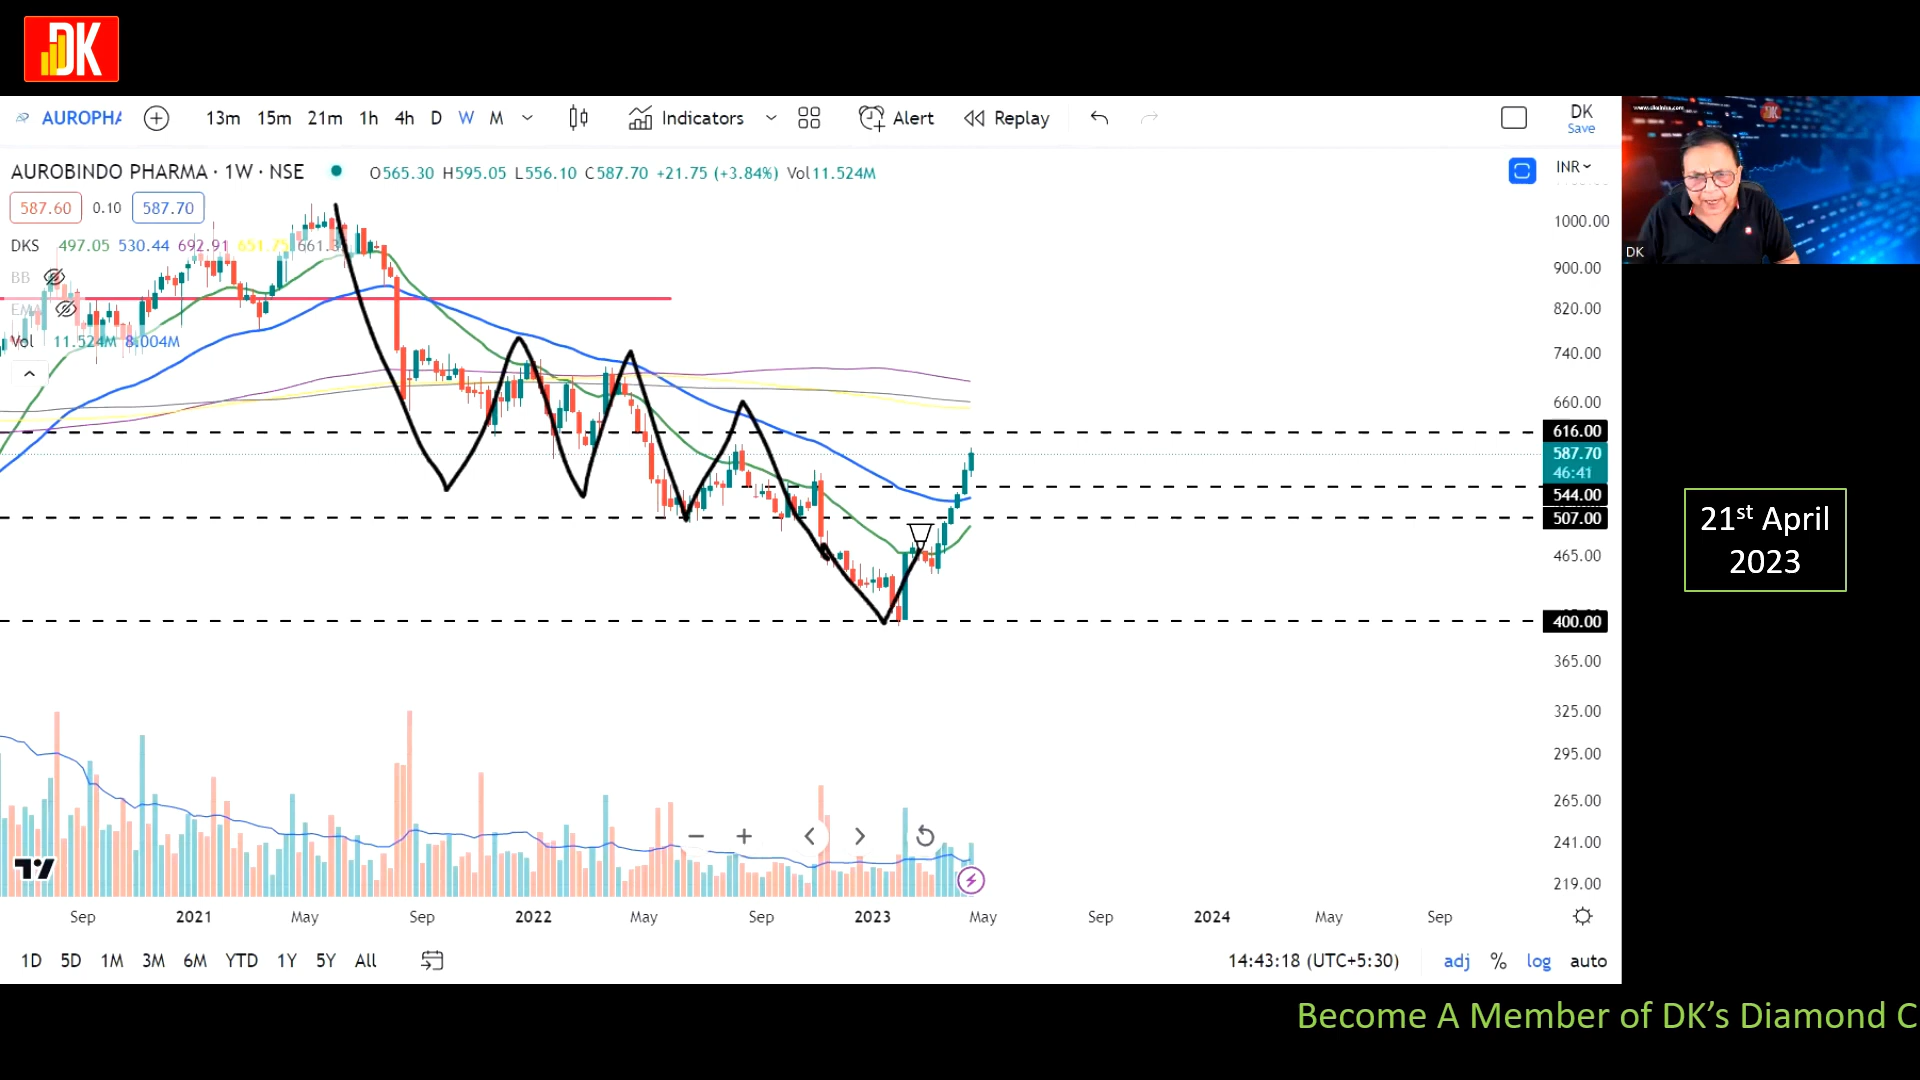 DK
AUROPHA 13m 15m 21m 1h 4h D W M Indicators Alert Replay DK
Save
AUROBINDO PHARMA · 1W · NSE O565.30 H595.05 L556.10 C587.70 +21.75 (+3.84%) Vol11.524M INR
587.60 0.10 587.70
DKS 497.05 530.44 692.91 651.75
BB
EMA
Vol 11.524M 8.004M
1000.00
900.00
820.00
740.00
660.00
616.00
587.70
46:41
544.00
507.00
465.00
400.00
365.00
325.00
295.00
265.00
241.00
219.00
Sep 2021 May Sep 2022 May Sep 2023 May Sep 2024 May Sep
1D 5D 1M 3M 6M YTD 1Y 5Y All 14:43:18 (UTC+5:30) adj % log auto
DK
21st April
2023
Become A Member of DK's Diamond C